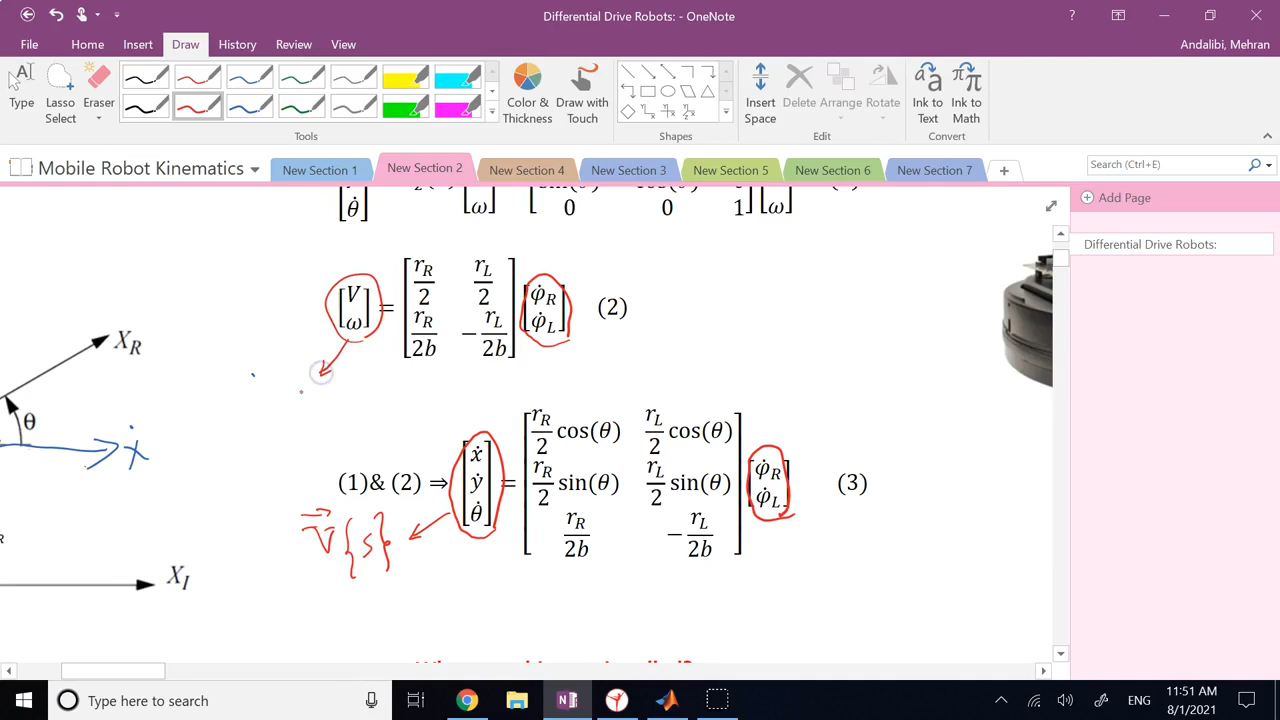 Differential Drive Robots: - OneNote
File Home Insert Draw History Review View
Andalibi, Mehran
Type Lasso Select Eraser Color & Thickness Draw with Touch Insert Space Delete Arrange Rotate Ink to Text Ink to Math
Tools Shapes Edit Convert
Mobile Robot Kinematics New Section 1 New Section 2 New Section 4 New Section 3 New Section 5 New Section 6 New Section 7
Search (Ctrl+E)
Add Page
Differential Drive Robots:
[θ̇] [ω] [0 0 1] [ω]
[V ω] = [r_R/2 r_L/2; r_R/2b −r_L/2b] [φ̇_R φ̇_L] (2)
X_R
θ
ẋ
(1)& (2) ⇒ [ẋ ẏ θ̇] = [r_R/2 cos(θ) r_L/2 cos(θ); r_R/2 sin(θ) r_L/2 sin(θ); r_R/2b −r_L/2b] [φ̇_R φ̇_L] (3)
V⃗ {s}
R
X_I
Type here to search
ENG
11:51 AM
8/1/2021